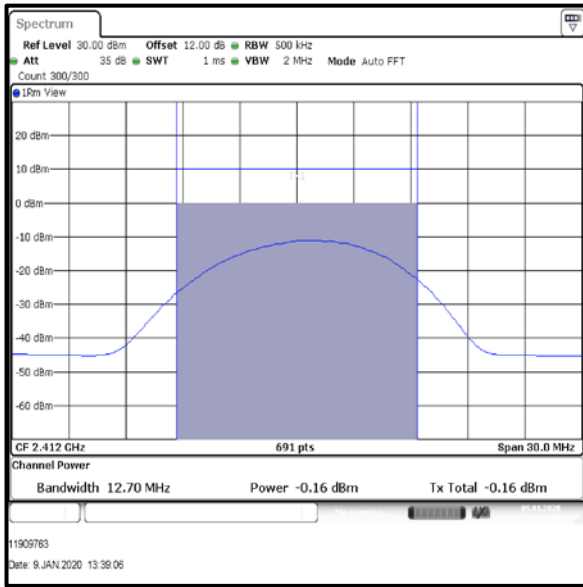 Spectrum
Ref Level 30.00 dBm Offset 12.00 dB RBW 500 kHz
Att 35 dB SWT 1 ms VBW 2 MHz Mode Auto FFT
Count 300/300
1Rm View
20 dBm
10 dBm
0 dBm
-10 dBm
-20 dBm
-30 dBm
-40 dBm
-50 dBm
-60 dBm
CF 2.412 GHz 691 pts Span 30.0 MHz
Channel Power
Bandwidth 12.70 MHz Power -0.16 dBm Tx Total -0.16 dBm
11909763
Date: 9.JAN.2020 13:39:06